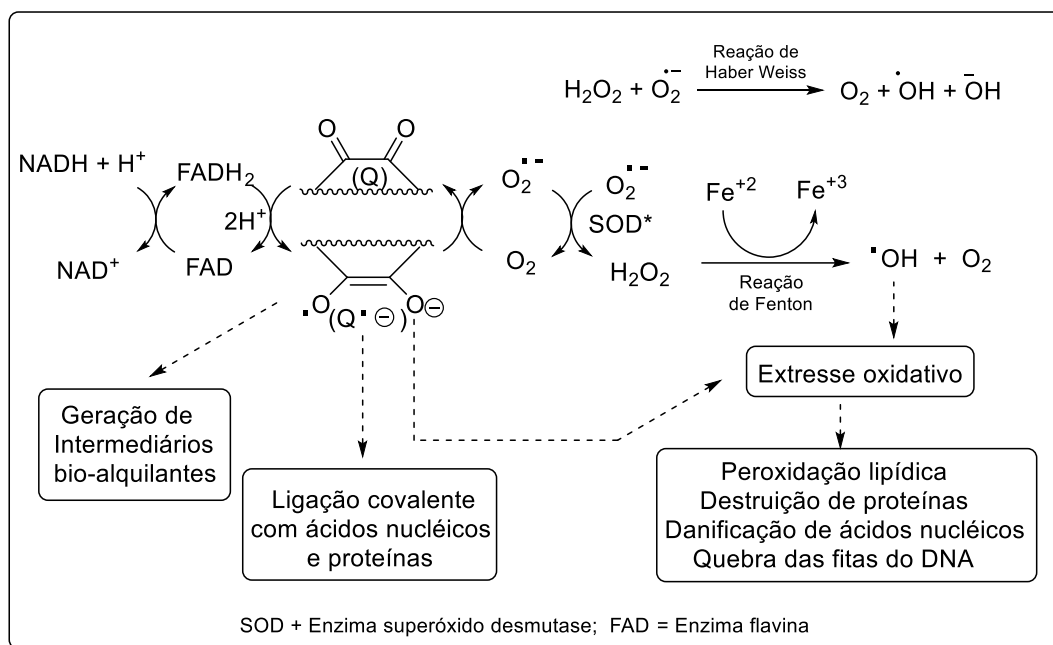 Reação de
Haber Weiss
H₂O₂ + O₂•⁻ → O₂ + •OH + ⁻OH
O O
(Q)
NADH + H⁺
FADH₂
2H⁺
NAD⁺
FAD
O₂•⁻
O₂
O₂•⁻
SOD*
H₂O₂
Fe⁺²
Fe⁺³
Reação
de Fenton
•OH + O₂
•O O⊖
(Q•⊖)
Extresse oxidativo
Geração de
Intermediários
bio-alquilantes
Ligação covalente
com ácidos nucléicos
e proteínas
Peroxidação lipídica
Destruição de proteínas
Danificação de ácidos nucléicos
Quebra das fitas do DNA
SOD + Enzima superóxido desmutase; FAD = Enzima flavina